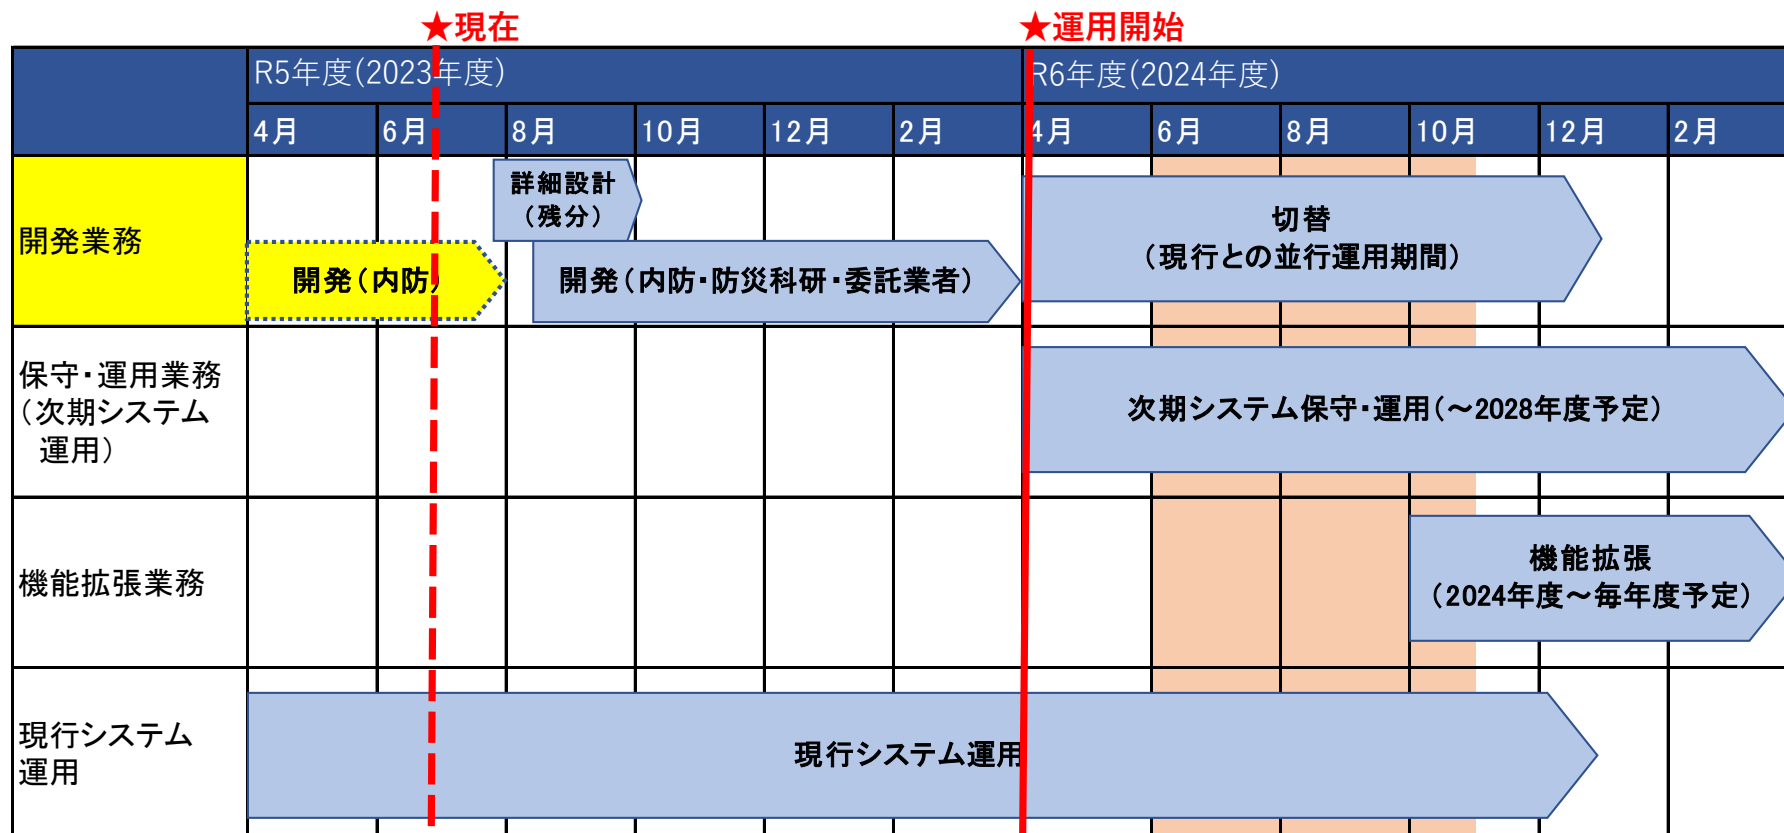 ★現在
★運用開始
R5年度(2023年度)
R6年度(2024年度)
4月
6月
8月
10月
12月
2月
4月
6月
8月
10月
12月
2月
開発業務
詳細設計
（残分）
開発（内防）
開発（内防・防災科研・委託業者）
切替
（現行との並行運用期間）
保守・運用業務
（次期システム
運用）
次期システム保守・運用（～2028年度予定）
機能拡張業務
機能拡張
（2024年度～毎年度予定）
現行システム
運用
現行システム運用